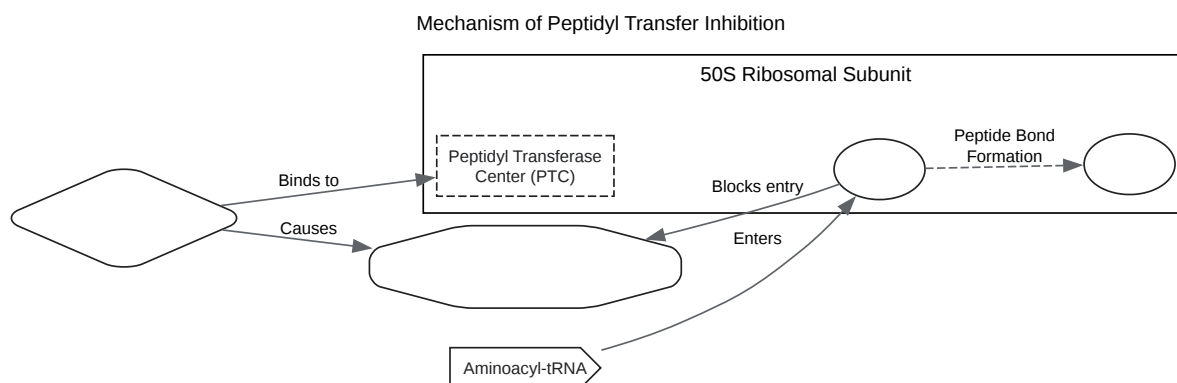 Mechanism of Peptidyl Transfer Inhibition
50S Ribosomal Subunit
Peptidyl Transferase
Center (PTC)
Peptide Bond
Formation
Binds to
Blocks entry
Causes
Enters
Aminoacyl-tRNA